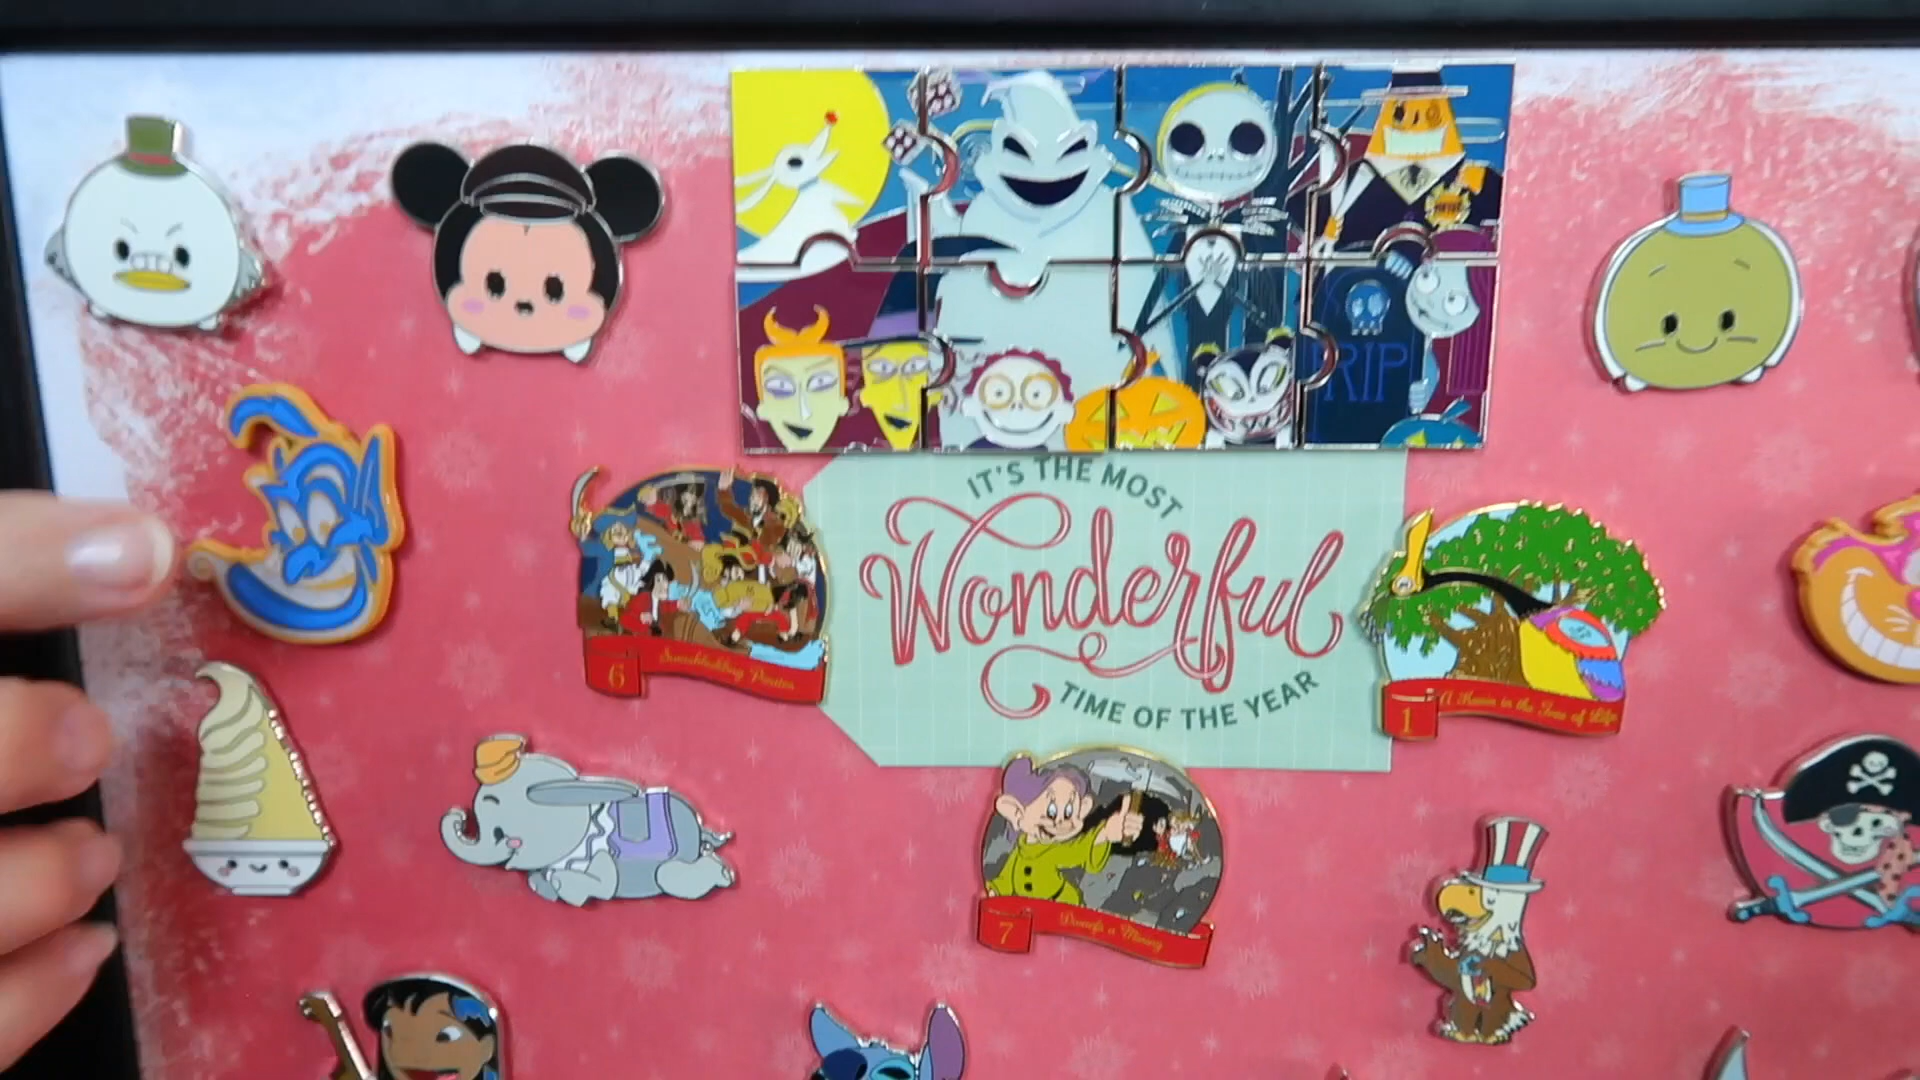 RIP
IT'S THE MOST
Wonderful
TIME OF THE YEAR
6
Swashbuckling Pirates
1
A Kevin in the Tree of Life
7
Dwarfs a Mining